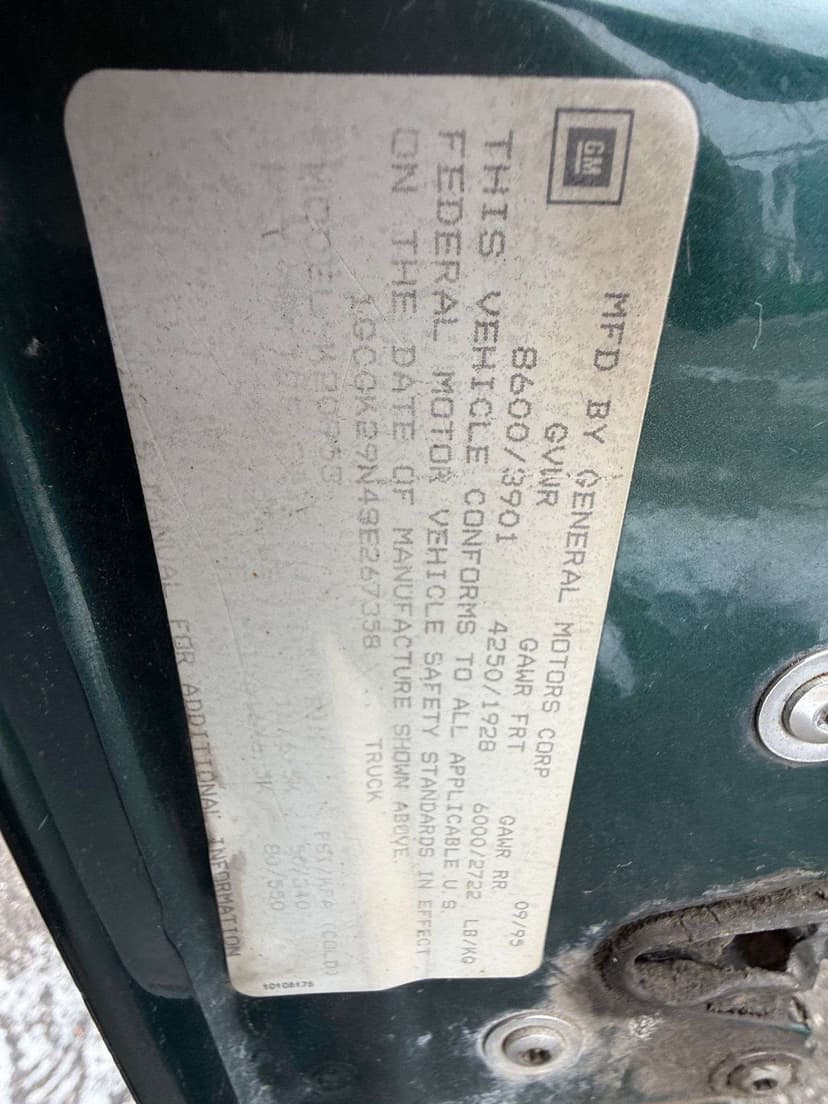 GM
MFD BY GENERAL MOTORS CORP 09/95
GVWR GAWR FRT GAWR RR
8600/3901 4250/1928 6000/2722 LB/KG
THIS VEHICLE CONFORMS TO ALL APPLICABLE U.S.
FEDERAL MOTOR VEHICLE SAFETY STANDARDS IN EFFECT
ON THE DATE OF MANUFACTURE SHOWN ABOVE.
1GCGK29N4SE267358 TRUCK
MODEL: K20753
PSI/KPA (COLD)
80/550
MANUAL FOR ADDITIONAL INFORMATION